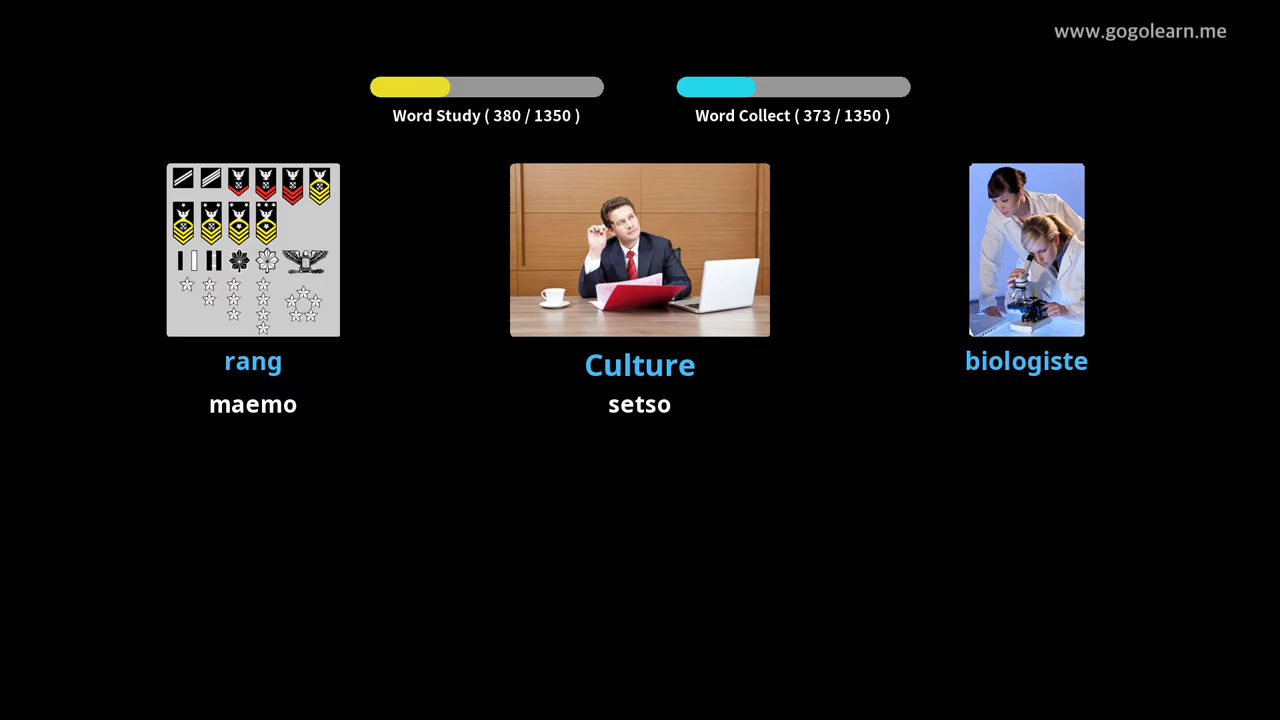 www.gogolearn.me
Word Study ( 380 / 1350 )
Word Collect ( 373 / 1350 )
rang
Culture
biologiste
maemo
setso